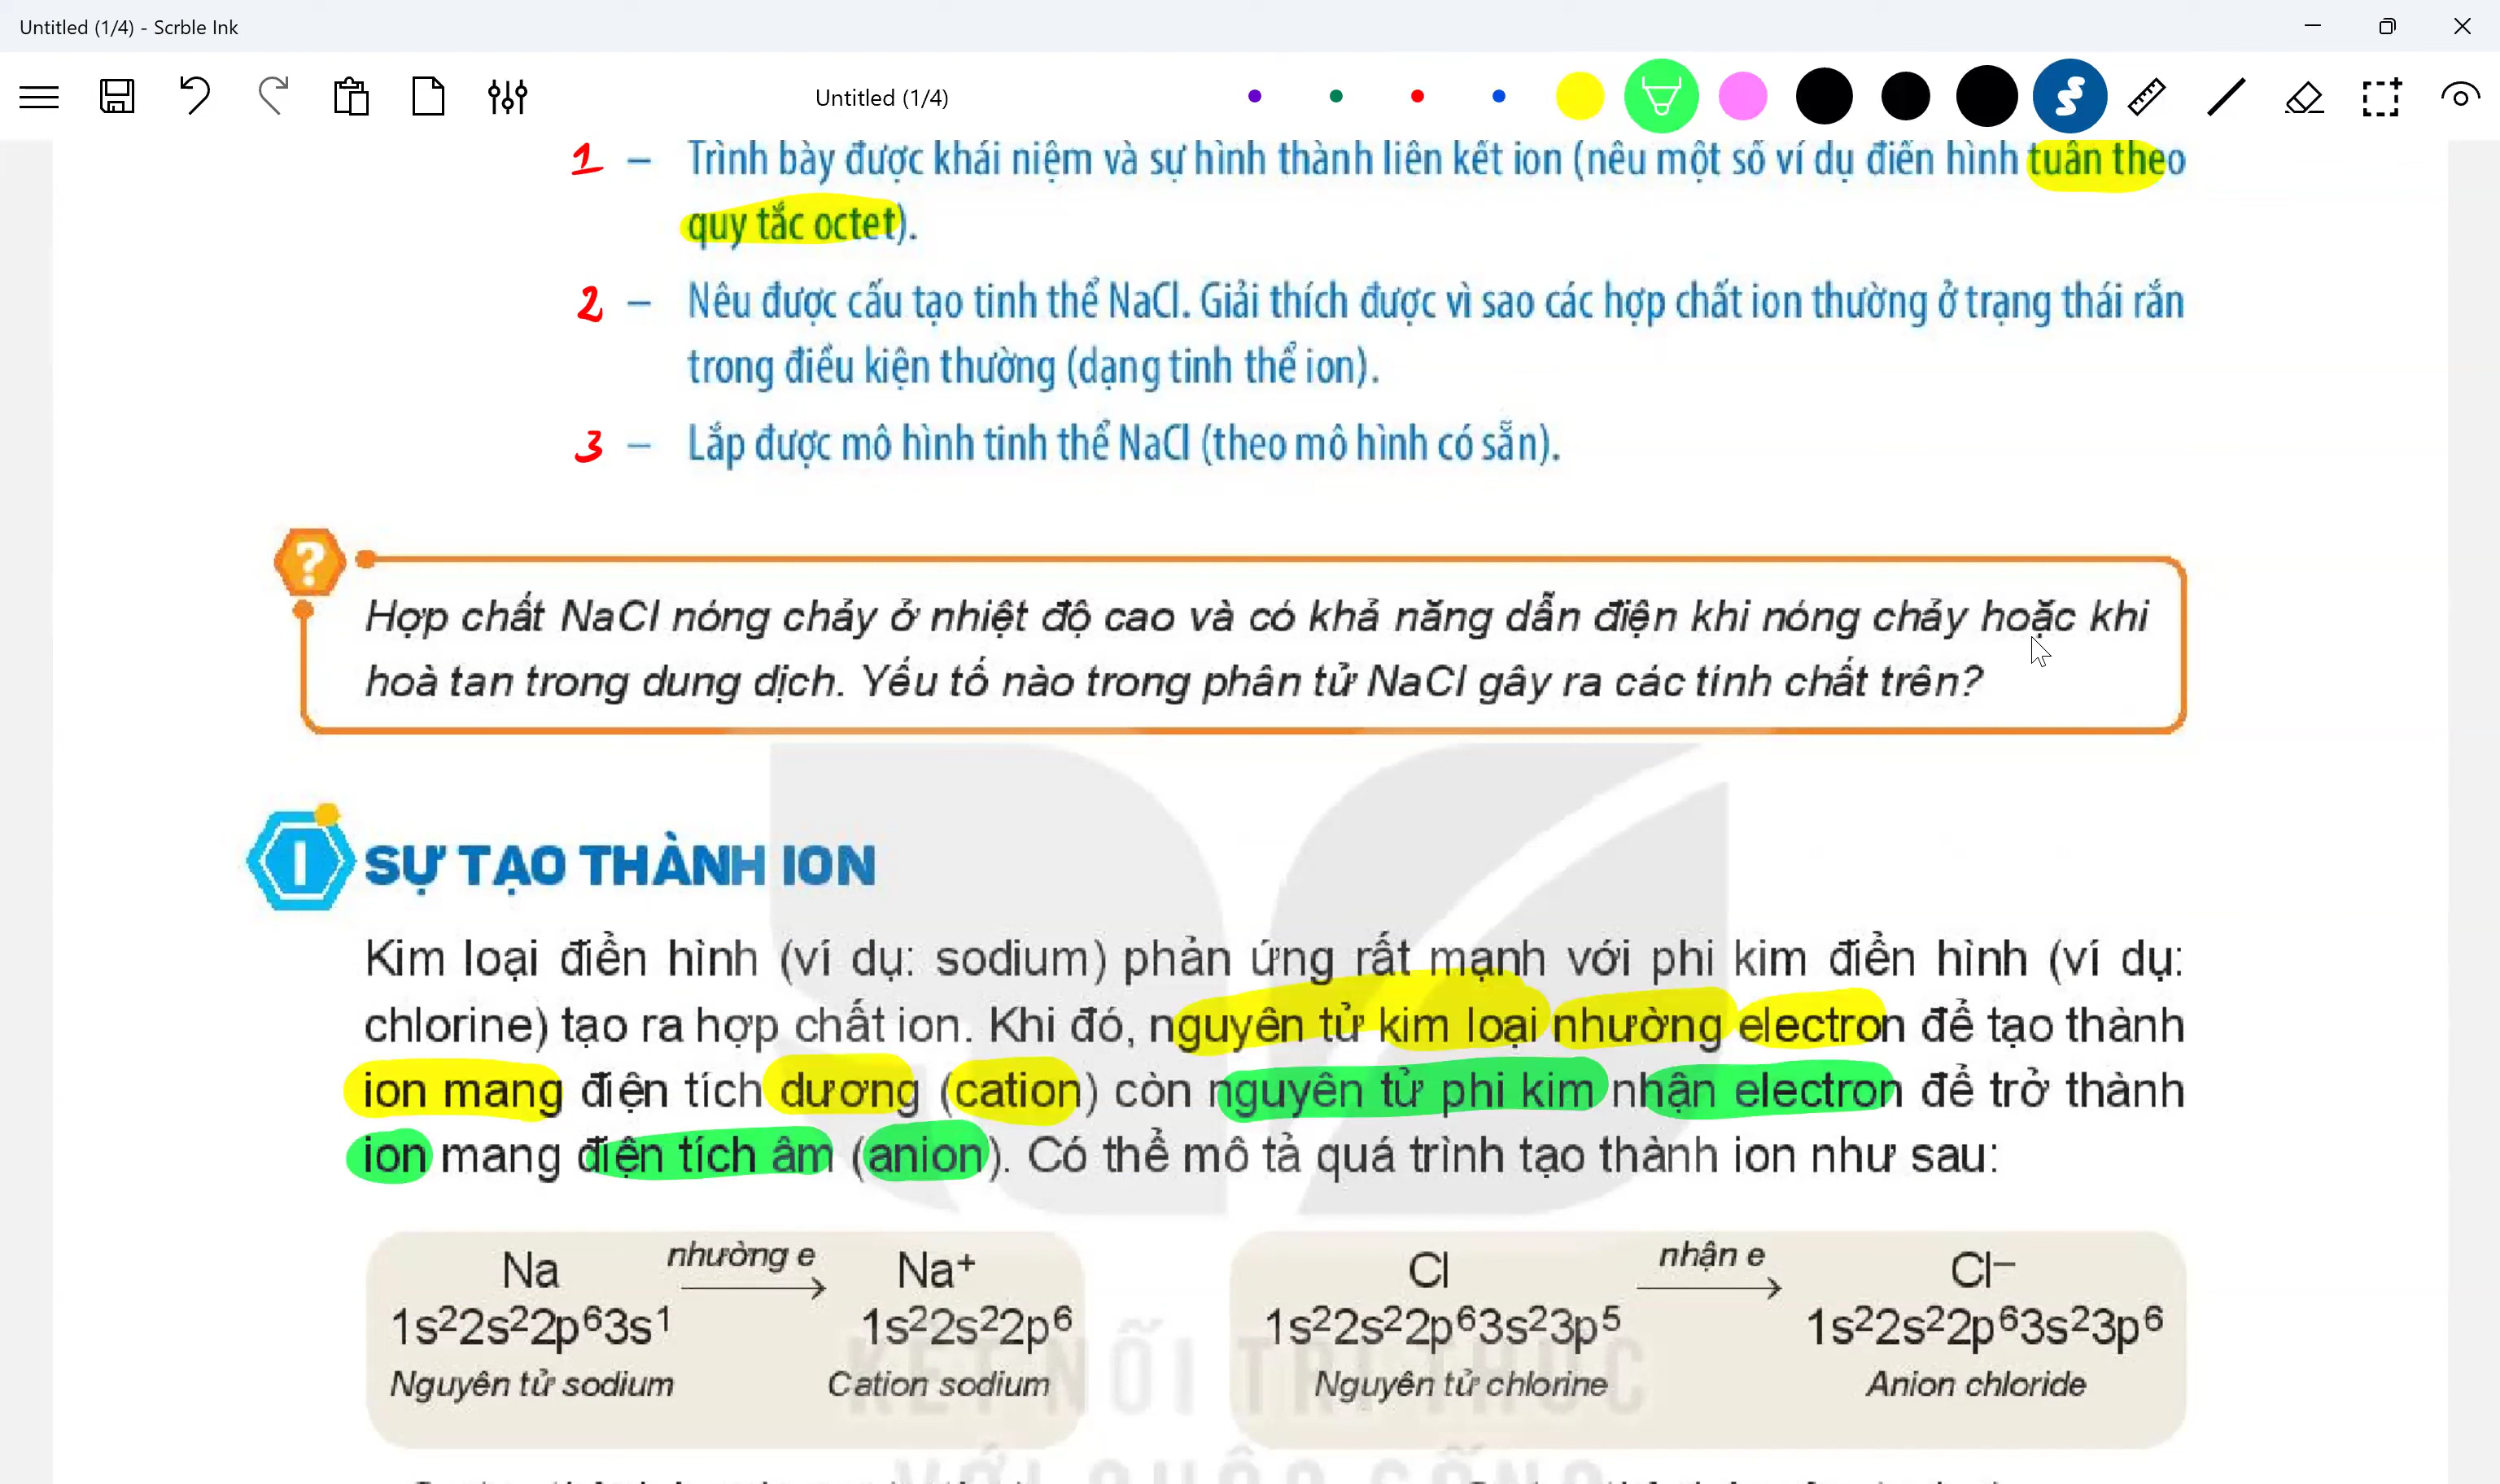 Untitled (1/4) - Scrble Ink
Untitled (1/4)
1 – Trình bày được khái niệm và sự hình thành liên kết ion (nêu một số ví dụ điển hình tuân theo
quy tắc octet).
2 – Nêu được cấu tạo tinh thể NaCl. Giải thích được vì sao các hợp chất ion thường ở trạng thái rắn
trong điều kiện thường (dạng tinh thể ion).
3 – Lắp được mô hình tinh thể NaCl (theo mô hình có sẵn).
?
Hợp chất NaCl nóng chảy ở nhiệt độ cao và có khả năng dẫn điện khi nóng chảy hoặc khi
hoà tan trong dung dịch. Yếu tố nào trong phân tử NaCl gây ra các tính chất trên?
I SỰ TẠO THÀNH ION
Kim loại điển hình (ví dụ: sodium) phản ứng rất mạnh với phi kim điển hình (ví dụ:
chlorine) tạo ra hợp chất ion. Khi đó, nguyên tử kim loại nhường electron để tạo thành
ion mang điện tích dương (cation) còn nguyên tử phi kim nhận electron để trở thành
ion mang điện tích âm (anion). Có thể mô tả quá trình tạo thành ion như sau:
Na nhường e Na⁺ Cl nhận e Cl⁻
1s²2s²2p⁶3s¹ 1s²2s²2p⁶ 1s²2s²2p⁶3s²3p⁵ 1s²2s²2p⁶3s²3p⁶
Nguyên tử sodium Cation sodium Nguyên tử chlorine Anion chloride
KẾT NỐI TRI THỨC
VỚI CUỘC SỐNG